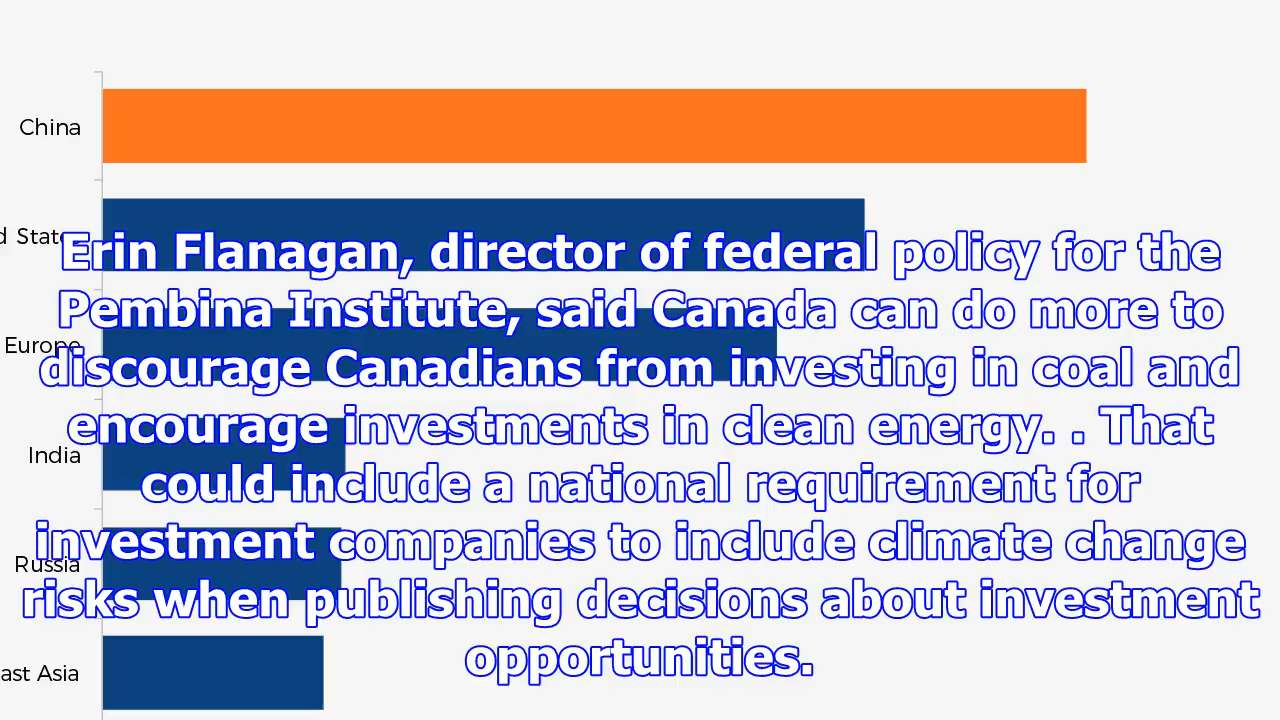 China
d States
Erin Flanagan, director of federal policy for the
Pembina Institute, said Canada can do more to
Europe
discourage Canadians from investing in coal and
encourage investments in clean energy. . That
India
could include a national requirement for
investment companies to include climate change
Russia
risks when publishing decisions about investment
opportunities.
ast Asia